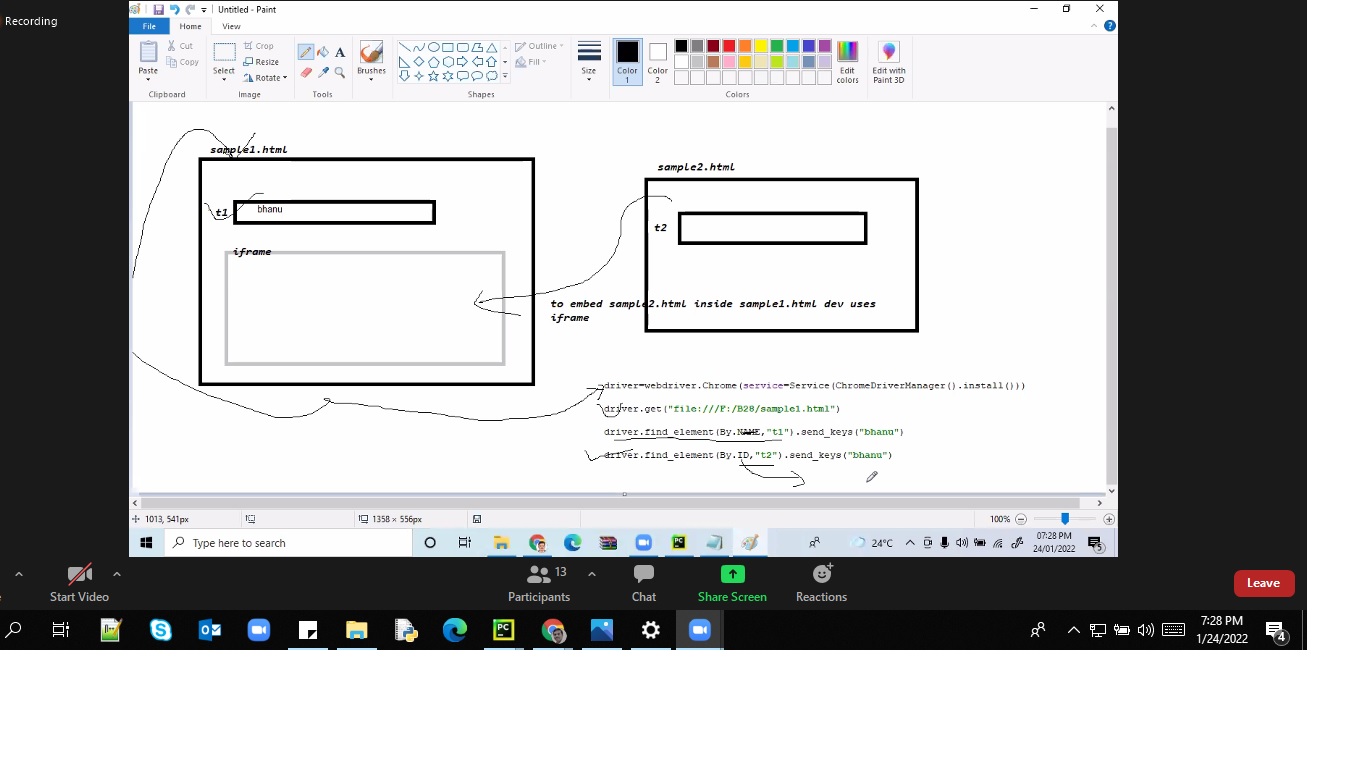 Recording
Untitled - Paint
File Home View
Paste
Cut
Copy
Clipboard
Select
Crop
Resize
Rotate
Image
A
Tools
Brushes
Shapes
Outline
Fill
Size
Color 1
Color 2
Colors
Edit colors
Edit with Paint 3D
sample1.html
t1 bhanu
iframe
sample2.html
t2
to embed sample2.html inside sample1.html dev uses
iframe
driver=webdriver.Chrome(service=Service(ChromeDriverManager().install()))
driver.get("file:///F:/B28/sample1.html")
driver.find_element(By.NAME,"t1").send_keys("bhanu")
driver.find_element(By.ID,"t2").send_keys("bhanu")
1013, 541px 1358 × 556px 100%
Type here to search 24°C 07:28 PM
24/01/2022 5
Start Video 13 Participants Chat Share Screen Reactions Leave
7:28 PM
1/24/2022 4